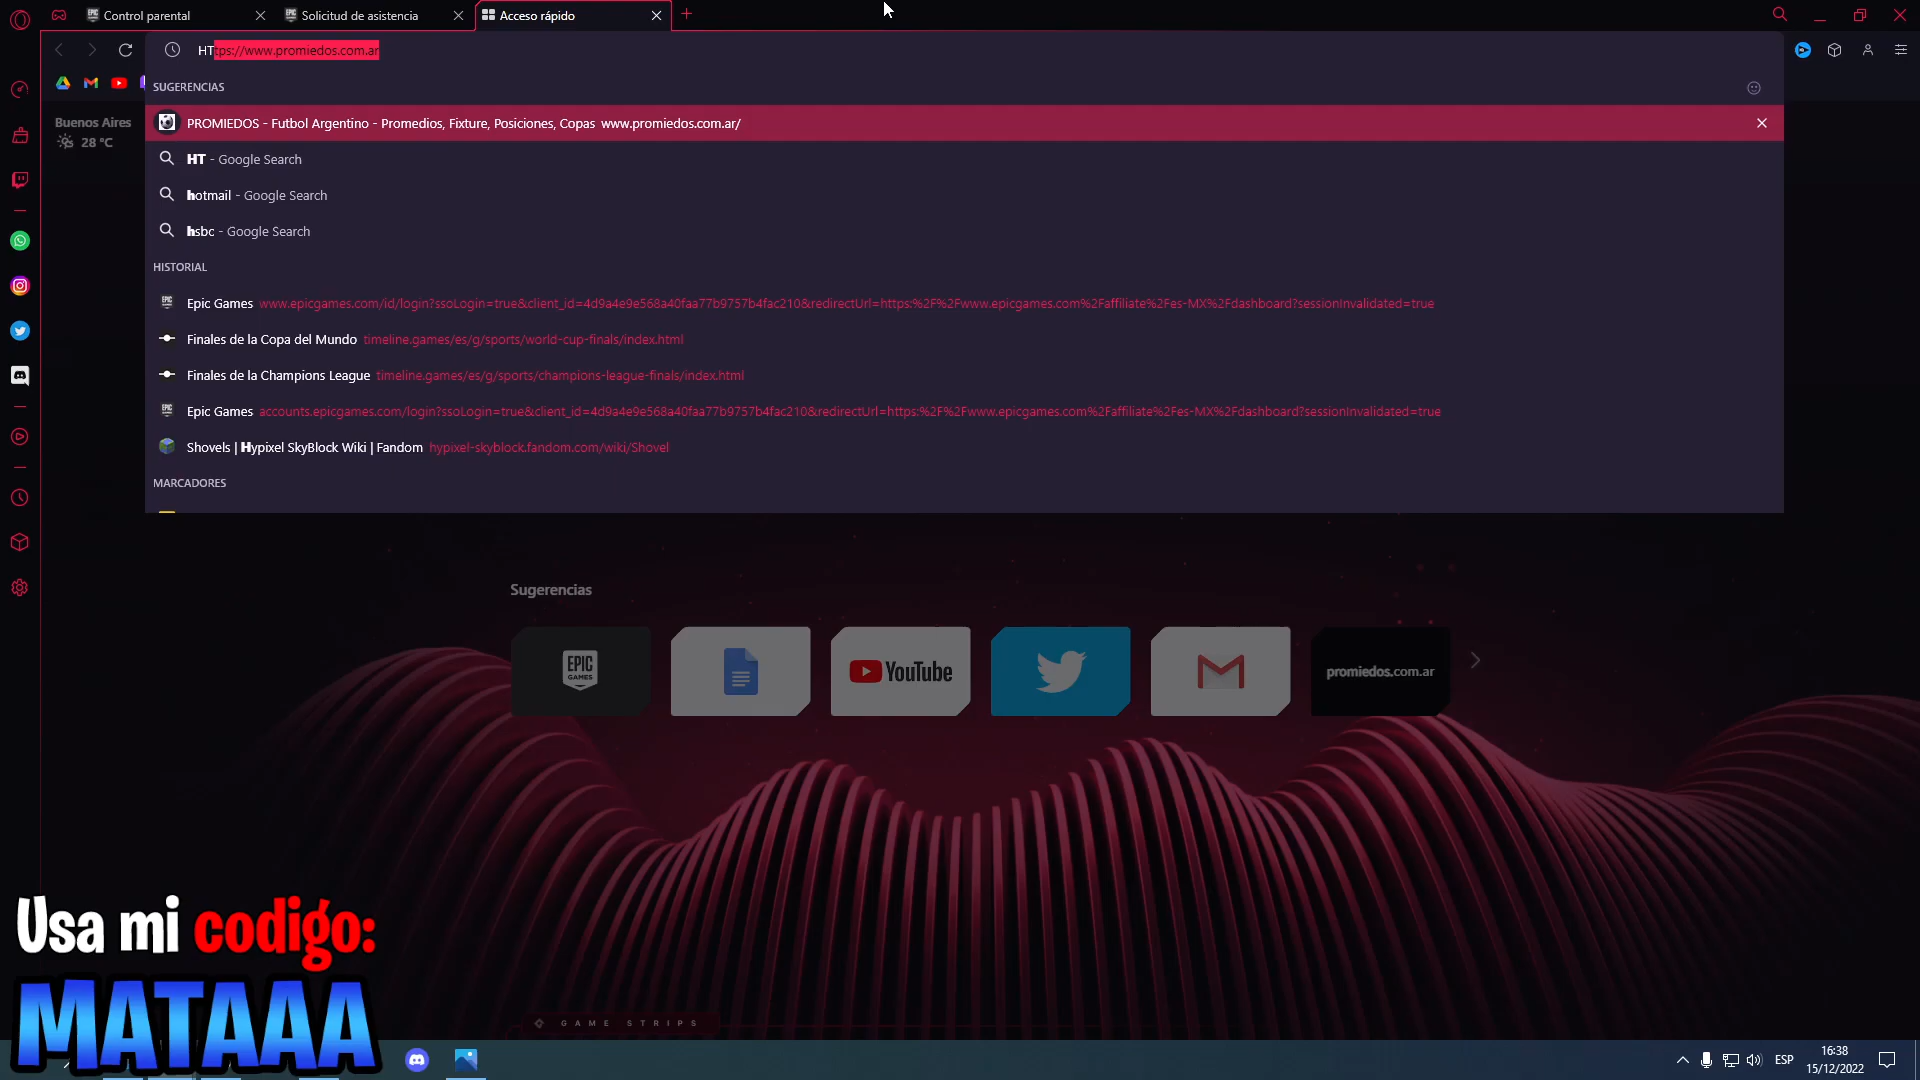 Control parental
Solicitud de asistencia
Acceso rápido
HTtps://www.promiedos.com.ar
SUGERENCIAS
Buenos Aires
28 °C
PROMIEDOS - Futbol Argentino - Promedios, Fixture, Posiciones, Copas www.promiedos.com.ar/
HT - Google Search
hotmail - Google Search
hsbc - Google Search
HISTORIAL
Epic Games www.epicgames.com/id/login?ssoLogin=true&client_id=4d9a4e9e568a40faa77b9757b4fac210&redirectUrl=https:%2F%2Fwww.epicgames.com%2Faffiliate%2Fes-MX%2Fdashboard?sessionInvalidated=true
Finales de la Copa del Mundo timeline.games/es/g/sports/world-cup-finals/index.html
Finales de la Champions League timeline.games/es/g/sports/champions-league-finals/index.html
Epic Games accounts.epicgames.com/login?ssoLogin=true&client_id=4d9a4e9e568a40faa77b9757b4fac210&redirectUrl=https:%2F%2Fwww.epicgames.com%2Faffiliate%2Fes-MX%2Fdashboard?sessionInvalidated=true
Shovels | Hypixel SkyBlock Wiki | Fandom hypixel-skyblock.fandom.com/wiki/Shovel
MARCADORES
Sugerencias
EPIC GAMES
YouTube
promiedos.com.ar
Usa mi codigo:
MATAAA
GAME STRIPS
ESP
16:38
15/12/2022